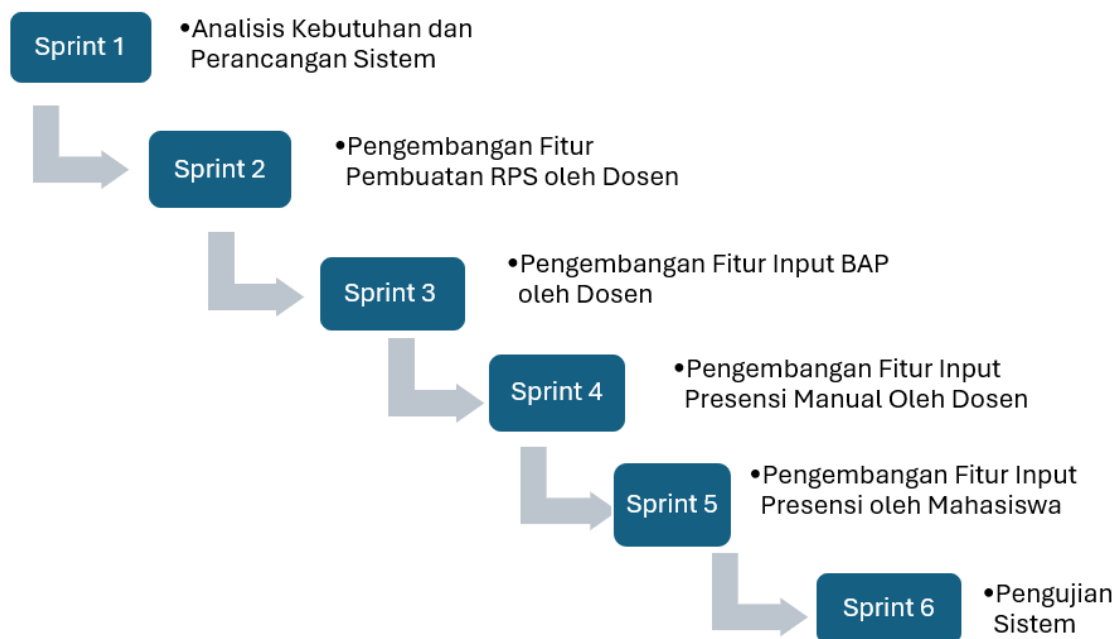 Sprint 1
•Analisis Kebutuhan dan
Perancangan Sistem
Sprint 2
•Pengembangan Fitur
Pembuatan RPS oleh Dosen
Sprint 3
•Pengembangan Fitur Input BAP
oleh Dosen
Sprint 4
•Pengembangan Fitur Input
Presensi Manual Oleh Dosen
Sprint 5
•Pengembangan Fitur Input
Presensi oleh Mahasiswa
Sprint 6
•Pengujian
Sistem